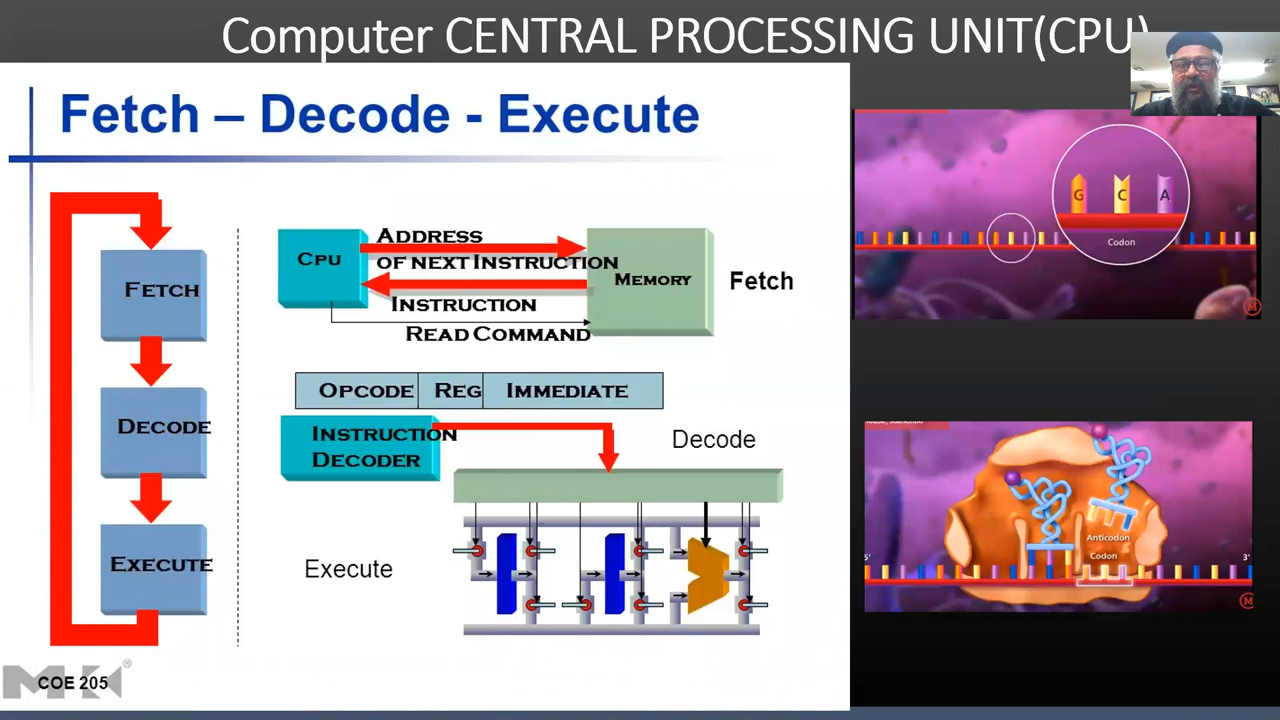 Computer CENTRAL PROCESSING UNIT(CPU)
Fetch – Decode - Execute
FETCH
DECODE
EXECUTE
CPU
ADDRESS
OF NEXT INSTRUCTION
INSTRUCTION
READ COMMAND
MEMORY
Fetch
OPCODE REG IMMEDIATE
INSTRUCTION
DECODER
Decode
Execute
COE 205
G C A
Codon
M
Anticodon
Codon
5' 3'
M